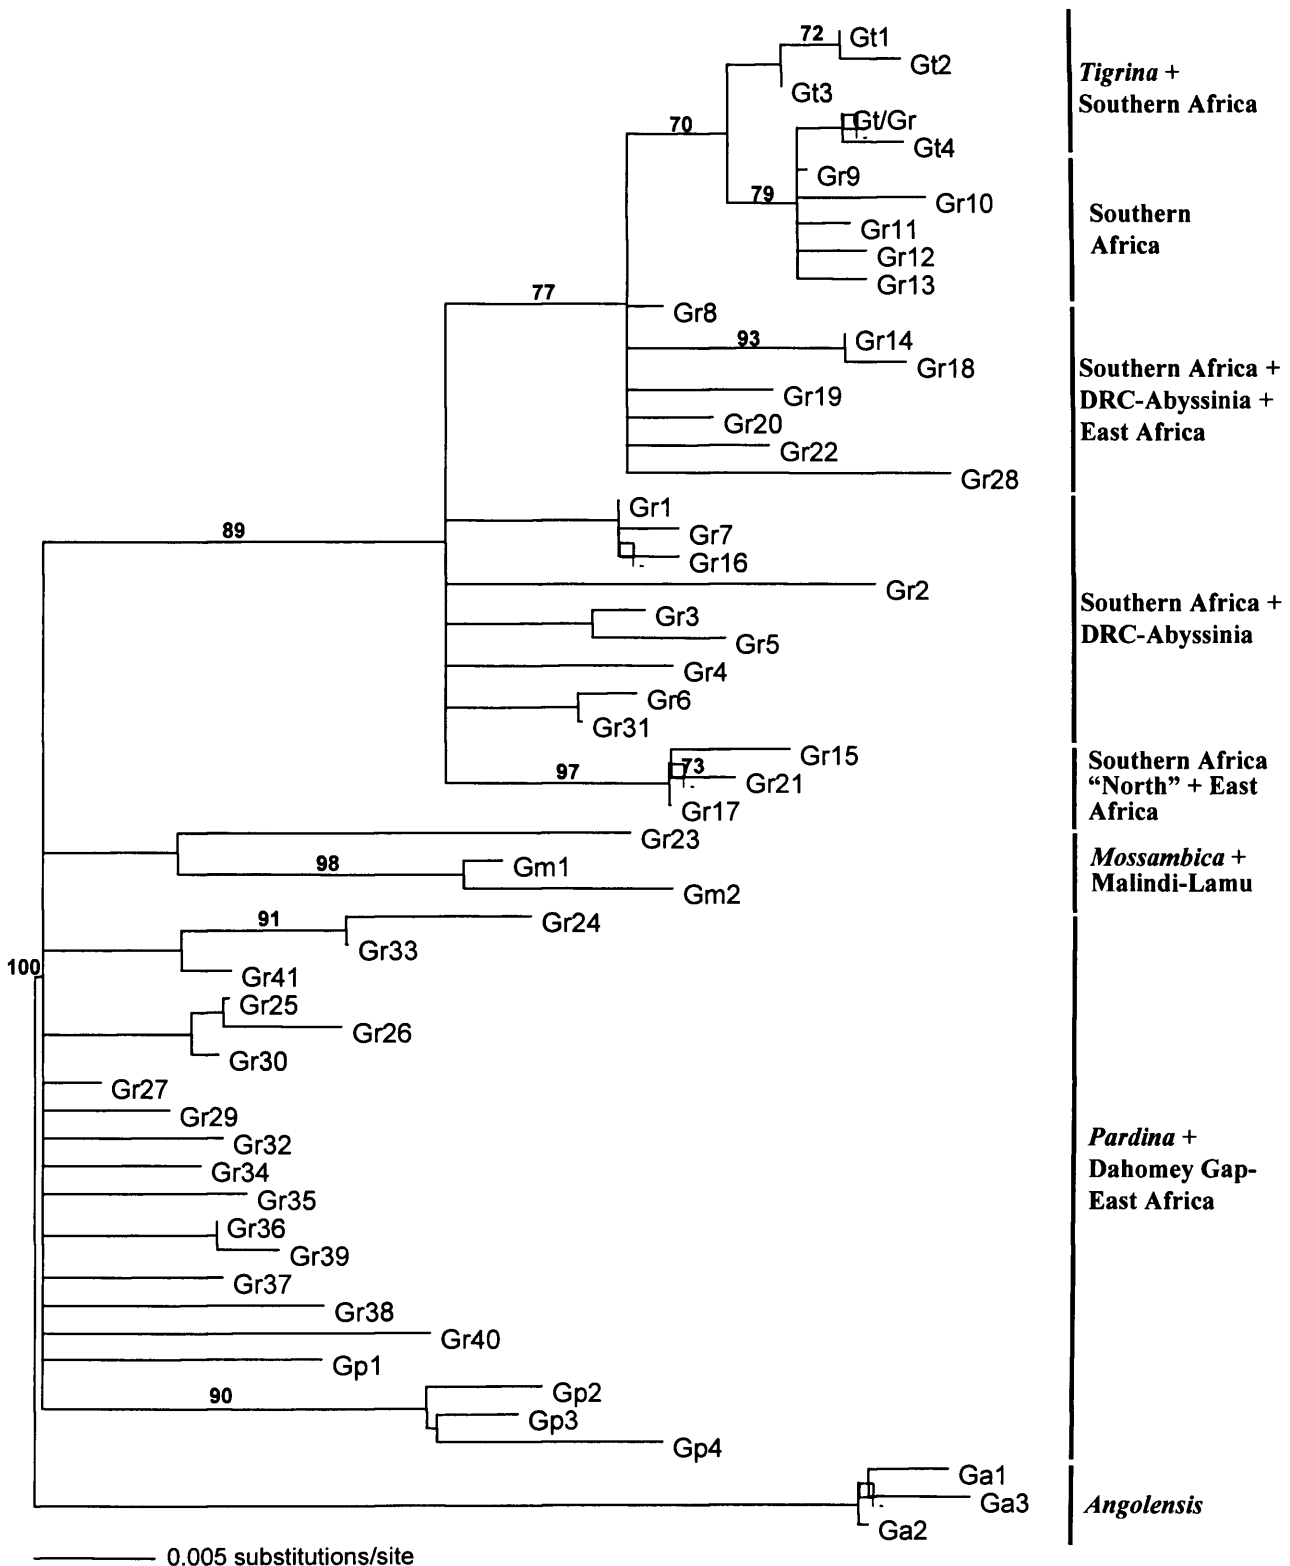 72
Gt1
Gt2
Tigrina +
Southern Africa
Gt3
70
Gt/Gr
Gt4
Gr9
79
Gr10
Southern
Africa
Gr11
Gr12
Gr13
77
Gr8
93
Gr14
Gr18
Southern Africa +
DRC-Abyssinia +
East Africa
Gr19
Gr20
Gr22
Gr28
Gr1
89
Gr7
Gr16
Gr2
Southern Africa +
DRC-Abyssinia
Gr3
Gr5
Gr4
Gr6
Gr31
Gr15
97
73
Gr21
Southern Africa
“North” + East
Africa
Gr17
Gr23
98
Gm1
Mossambica +
Malindi-Lamu
Gm2
91
Gr24
Gr33
100
Gr41
Gr25
Gr26
Gr30
Gr27
Gr29
Gr32
Pardina +
Dahomey Gap-
East Africa
Gr34
Gr35
Gr36
Gr39
Gr37
Gr38
Gr40
Gp1
90
Gp2
Gp3
Gp4
Ga1
Ga3
Angolensis
Ga2
0.005 substitutions/site